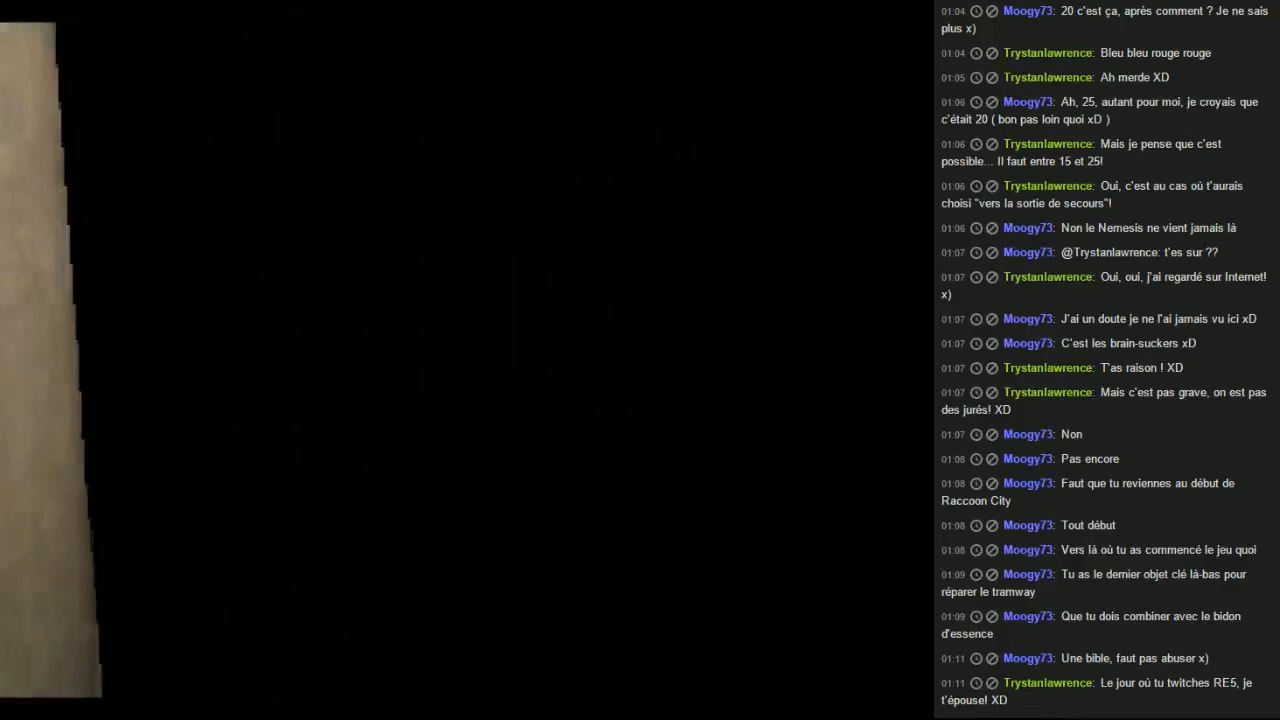 01:04 Moogy73: 20 c'est ça, après comment ? Je ne sais
plus x)
01:04 Trystanlawrence: Bleu bleu rouge rouge
01:05 Trystanlawrence: Ah merde XD
01:06 Moogy73: Ah, 25, autant pour moi, je croyais que
c'était 20 ( bon pas loin quoi xD )
01:06 Trystanlawrence: Mais je pense que c'est
possible... Il faut entre 15 et 25!
01:06 Trystanlawrence: Oui, c'est au cas où t'aurais
choisi "vers la sortie de secours"!
01:06 Moogy73: Non le Nemesis ne vient jamais là
01:07 Moogy73: @Trystanlawrence: t'es sur ??
01:07 Trystanlawrence: Oui, oui, j'ai regardé sur Internet!
x)
01:07 Moogy73: J'ai un doute je ne l'ai jamais vu ici xD
01:07 Moogy73: C'est les brain-suckers xD
01:07 Trystanlawrence: T'as raison ! XD
01:07 Trystanlawrence: Mais c'est pas grave, on est pas
des jurés! XD
01:07 Moogy73: Non
01:08 Moogy73: Pas encore
01:08 Moogy73: Faut que tu reviennes au début de
Raccoon City
01:08 Moogy73: Tout début
01:08 Moogy73: Vers là où tu as commencé le jeu quoi
01:09 Moogy73: Tu as le dernier objet clé là-bas pour
réparer le tramway
01:09 Moogy73: Que tu dois combiner avec le bidon
d'essence
01:11 Moogy73: Une bible, faut pas abuser x)
01:11 Trystanlawrence: Le jour où tu twitches RE5, je
t'épouse! XD